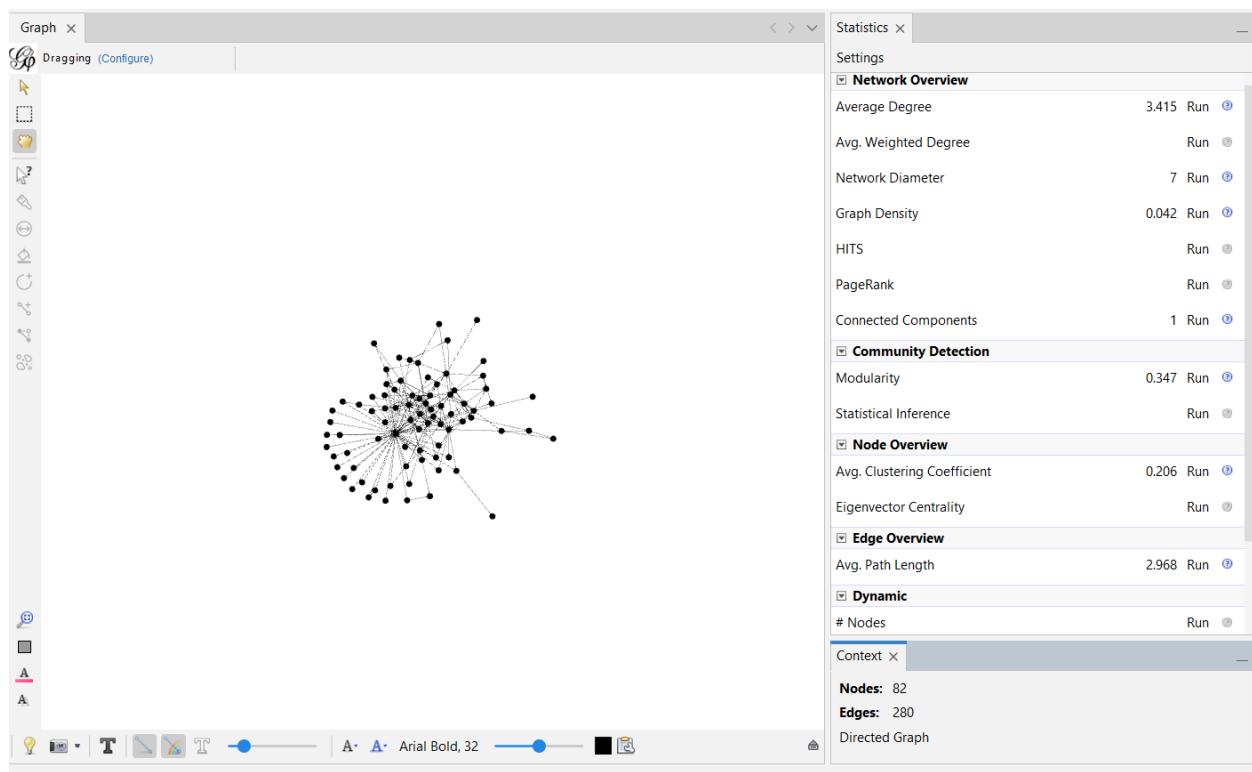 Graph
Dragging (Configure)
Arial Bold, 32
Statistics
Settings
Network Overview
Average Degree 3.415 Run
Avg. Weighted Degree Run
Network Diameter 7 Run
Graph Density 0.042 Run
HITS Run
PageRank Run
Connected Components 1 Run
Community Detection
Modularity 0.347 Run
Statistical Inference Run
Node Overview
Avg. Clustering Coefficient 0.206 Run
Eigenvector Centrality Run
Edge Overview
Avg. Path Length 2.968 Run
Dynamic
# Nodes Run
Context
Nodes: 82
Edges: 280
Directed Graph